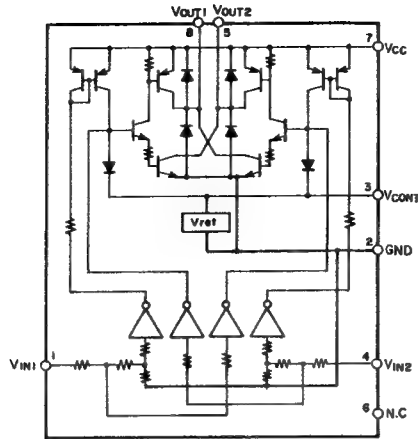 VOUT1 VOUT2
8 5
7
VCC
3
VCONT
Vref
2
GND
VIN1
1
4
VIN2
6
N.C